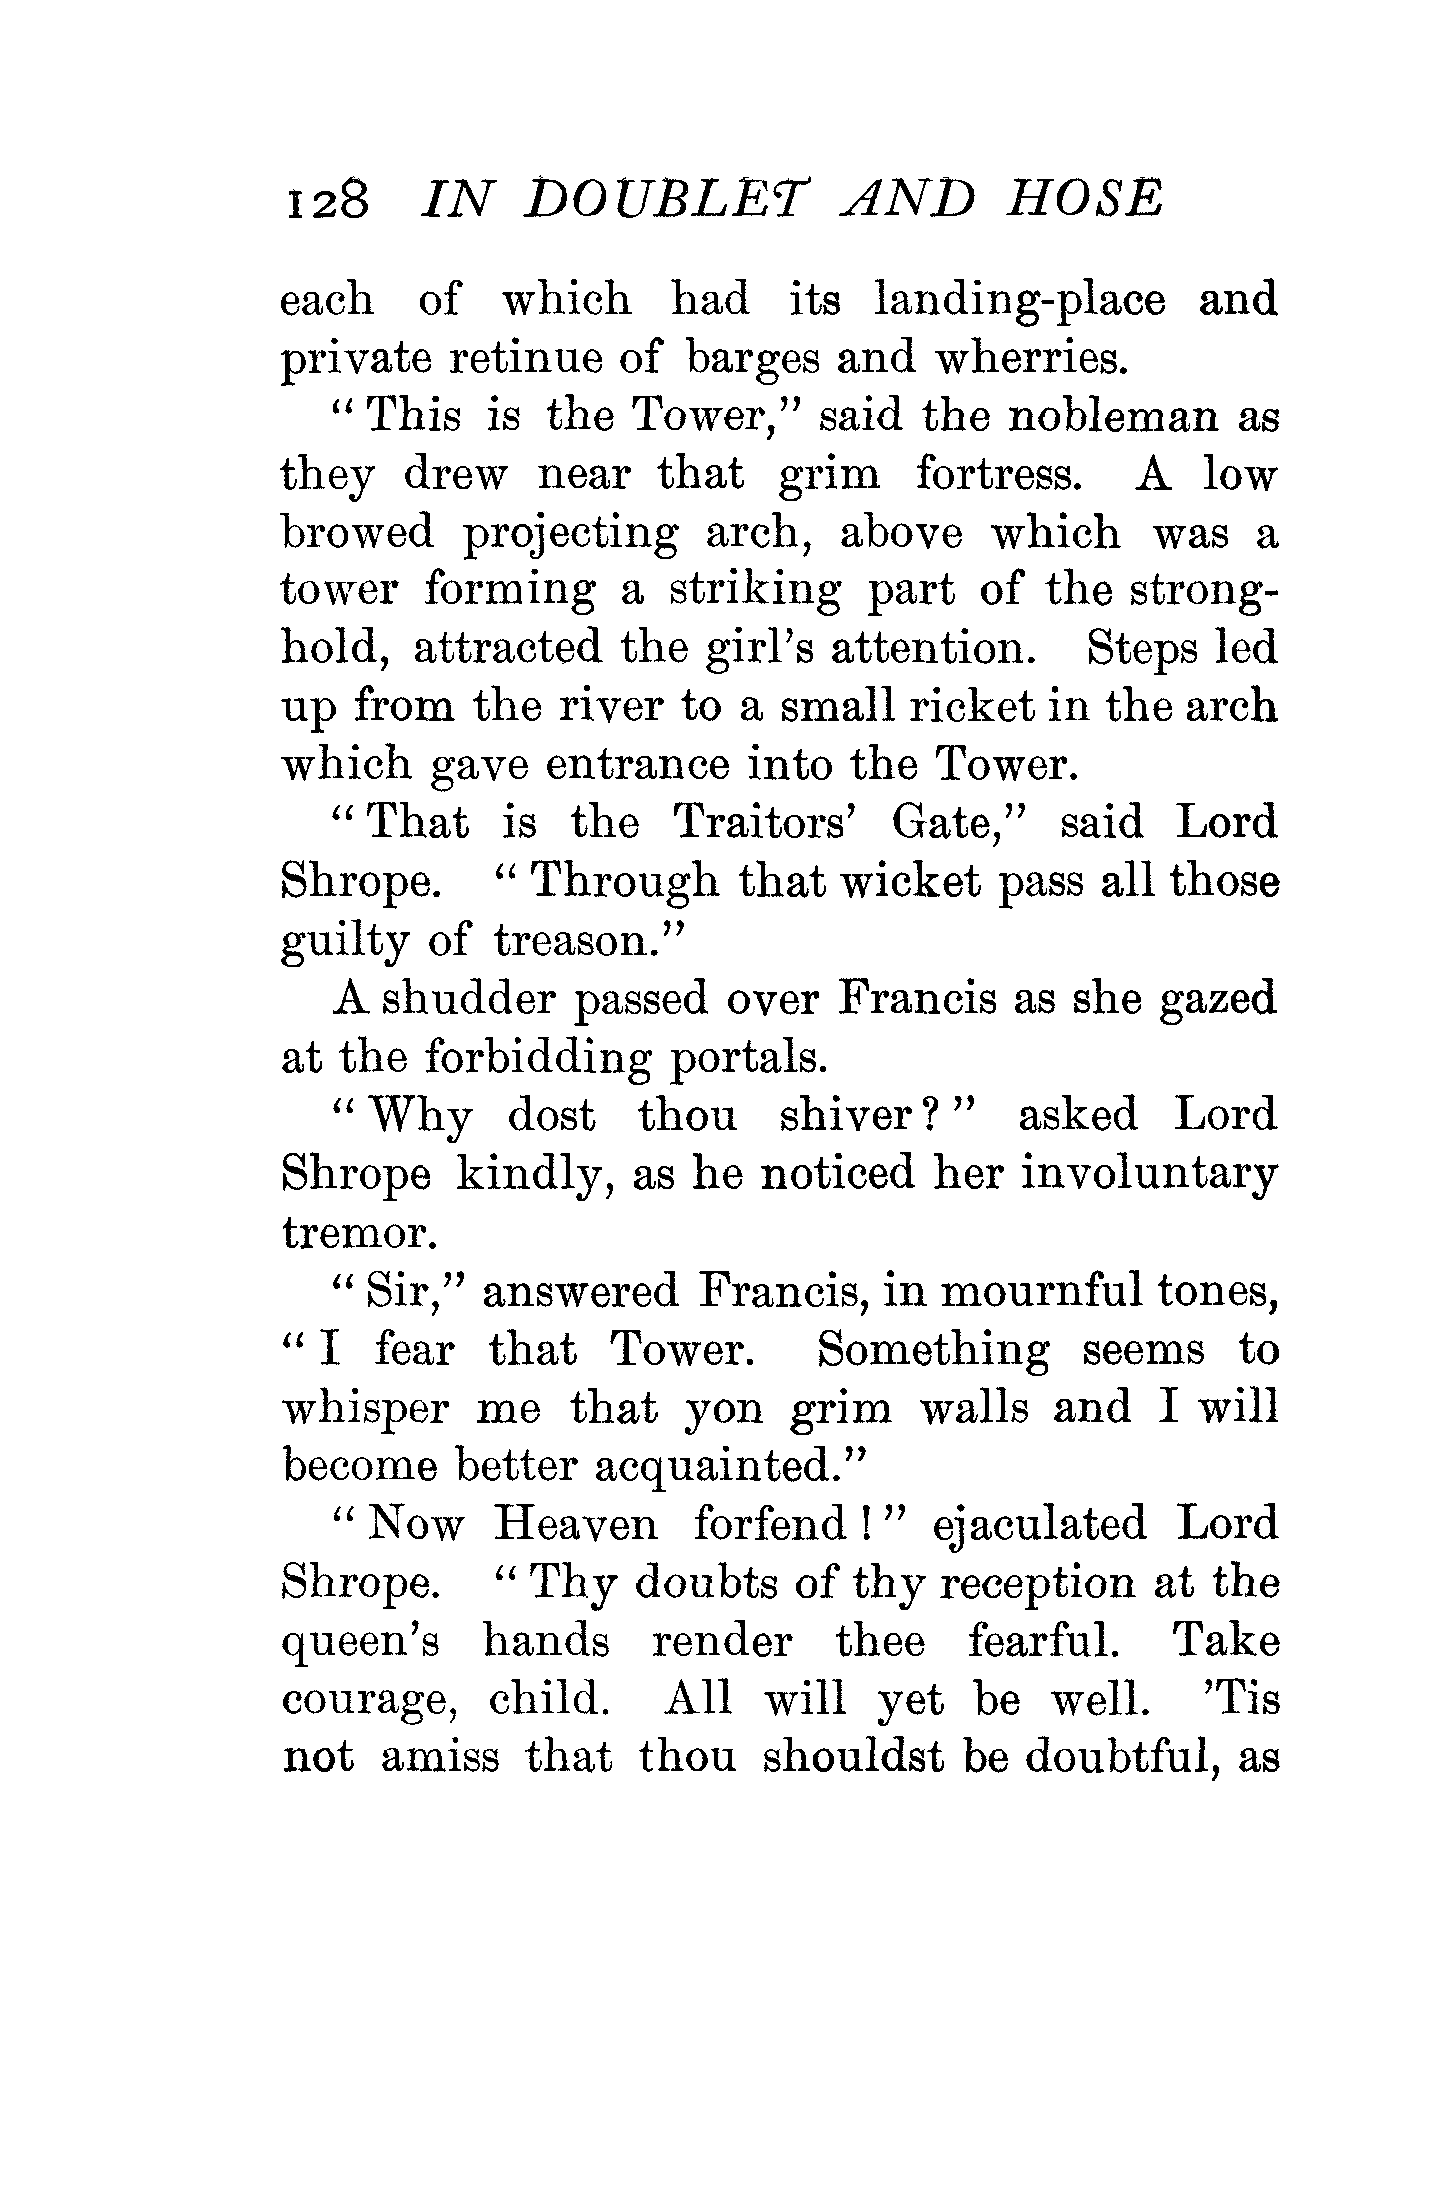 128 IN DOUBLET AND HOSE
each of which had its landing-place and
private retinue of barges and wherries.
“This is the Tower,” said the nobleman as
they drew near that grim fortress. A low
browed projecting arch, above which was a
tower forming a striking part of the strong-
hold, attracted the girl’s attention. Steps led
up from the river to a small ricket in the arch
which gave entrance into the Tower.
“That is the Traitors’ Gate,” said Lord
Shrope. “Through that wicket pass all those
guilty of treason.”
A shudder passed over Francis as she gazed
at the forbidding portals.
“Why dost thou shiver?” asked Lord
Shrope kindly, as he noticed her involuntary
tremor.
“Sir,” answered Francis, in mournful tones,
“I fear that Tower. Something seems to
whisper me that yon grim walls and I will
become better acquainted.”
“Now Heaven forfend!” ejaculated Lord
Shrope. “Thy doubts of thy reception at the
queen’s hands render thee fearful. Take
courage, child. All will yet be well. ’Tis
not amiss that thou shouldst be doubtful, as